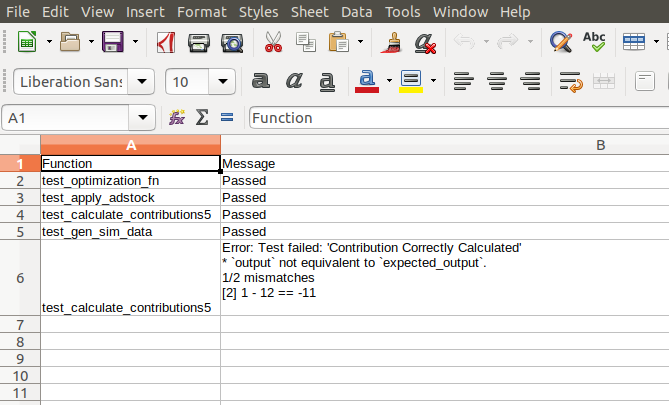 File Edit View Insert Format Styles Sheet Data Tools Window Help
Abc
Liberation Sans
10
a a a a
A1
fx Σ =
Function
A B
1 Function Message
2 test_optimization_fn Passed
3 test_apply_adstock Passed
4 test_calculate_contributions5 Passed
5 test_gen_sim_data Passed
Error: Test failed: 'Contribution Correctly Calculated'
* `output` not equivalent to `expected_output`.
1/2 mismatches
[2] 1 - 12 == -11
6 test_calculate_contributions5
7
8
9
10
11